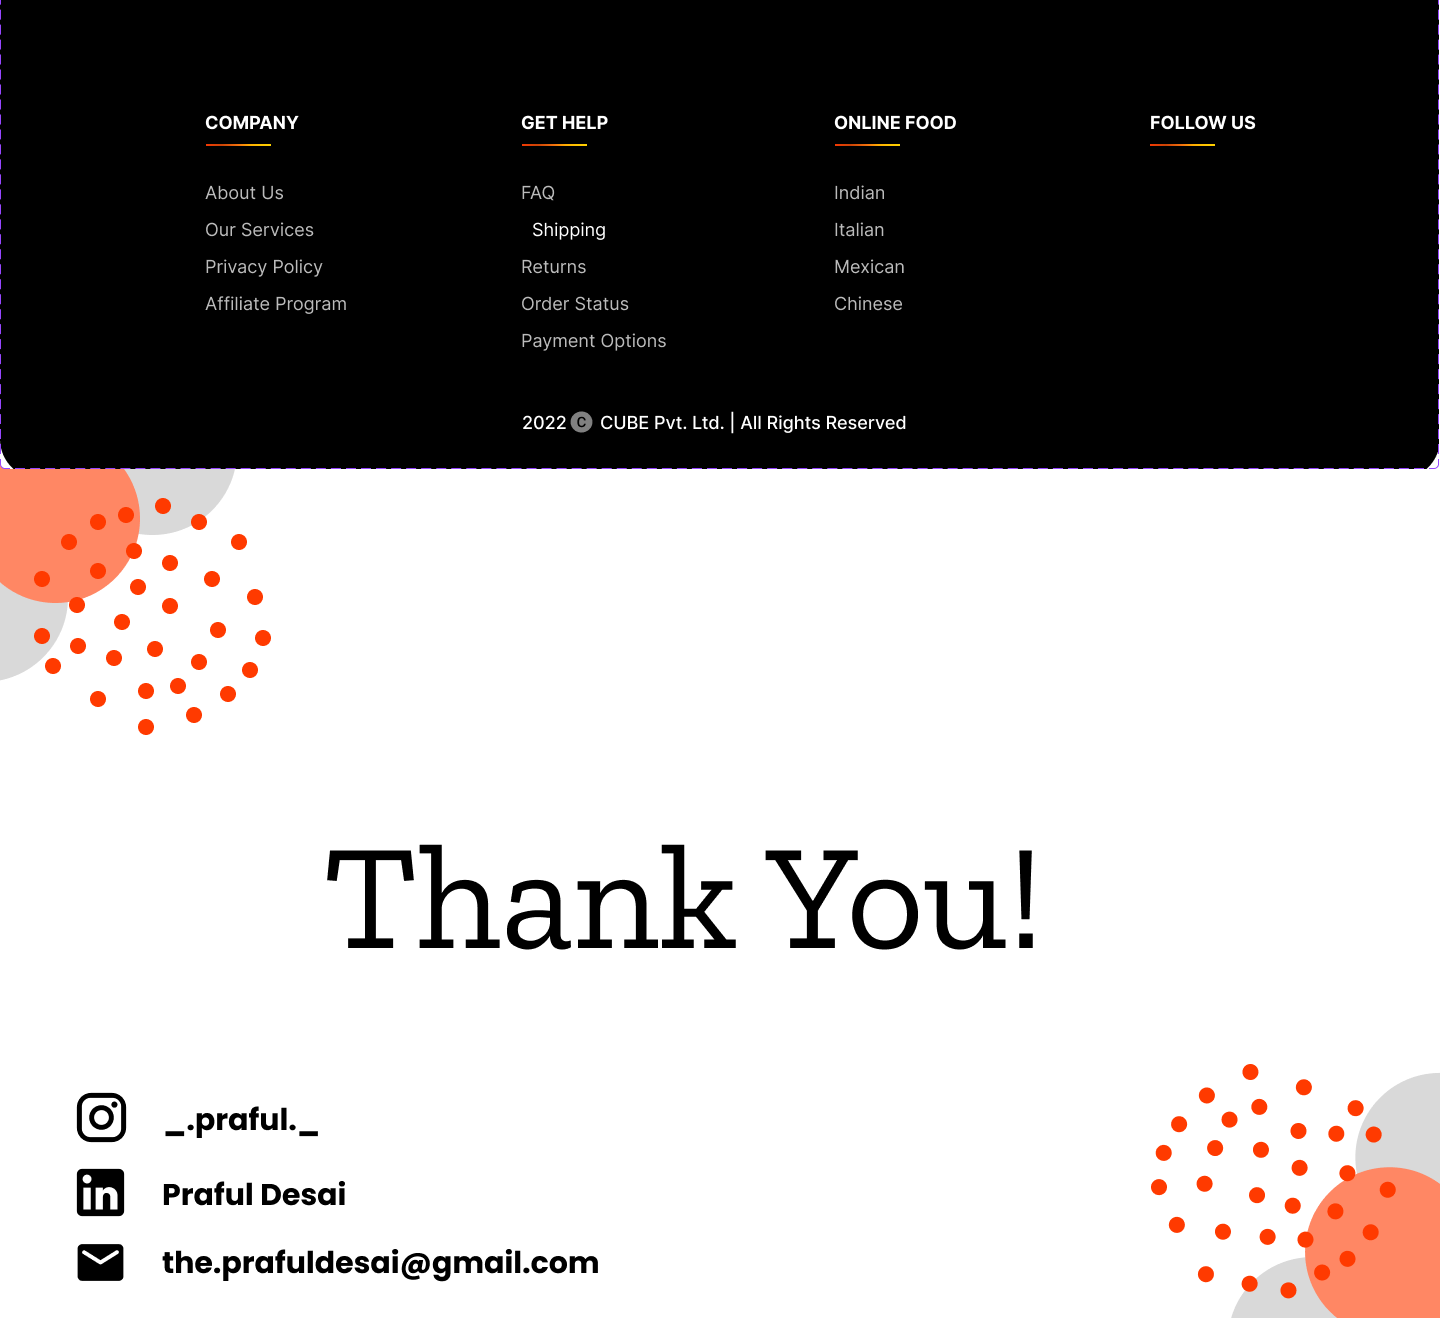 COMPANY
About Us
Our Services
Privacy Policy
Affiliate Program
GET HELP
FAQ
Shipping
Returns
Order Status
Payment Options
ONLINE FOOD
Indian
Italian
Mexican
Chinese
FOLLOW US
2022 © CUBE Pvt. Ltd. | All Rights Reserved
Thank You!
_.praful._
Praful Desai
the.prafuldesai@gmail.com